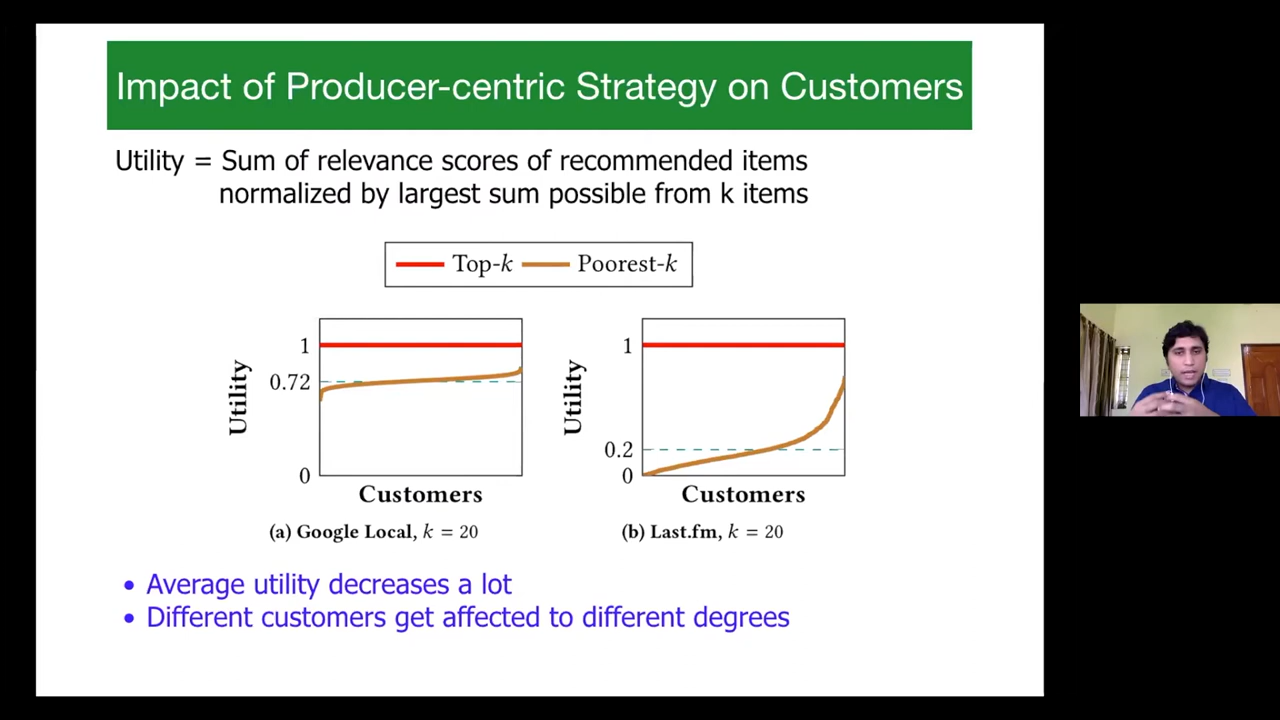 Impact of Producer-centric Strategy on Customers
Utility = Sum of relevance scores of recommended items
normalized by largest sum possible from k items
Top-k Poorest-k
1
0.72
0
Utility
Customers
(a) Google Local, k = 20
1
0.2
0
Utility
Customers
(b) Last.fm, k = 20
• Average utility decreases a lot
• Different customers get affected to different degrees